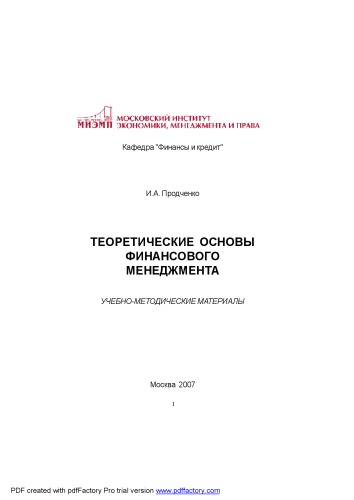 МИЭМП
МОСКОВСКИЙ ИНСТИТУТ
ЭКОНОМИКИ, МЕНЕДЖМЕНТА И ПРАВА
Кафедра "Финансы и кредит"
И.А. Продченко
ТЕОРЕТИЧЕСКИЕ ОСНОВЫ
ФИНАНСОВОГО
МЕНЕДЖМЕНТА
УЧЕБНО-МЕТОДИЧЕСКИЕ МАТЕРИАЛЫ
Москва 2007
1
PDF created with pdfFactory Pro trial version www.pdffactory.com